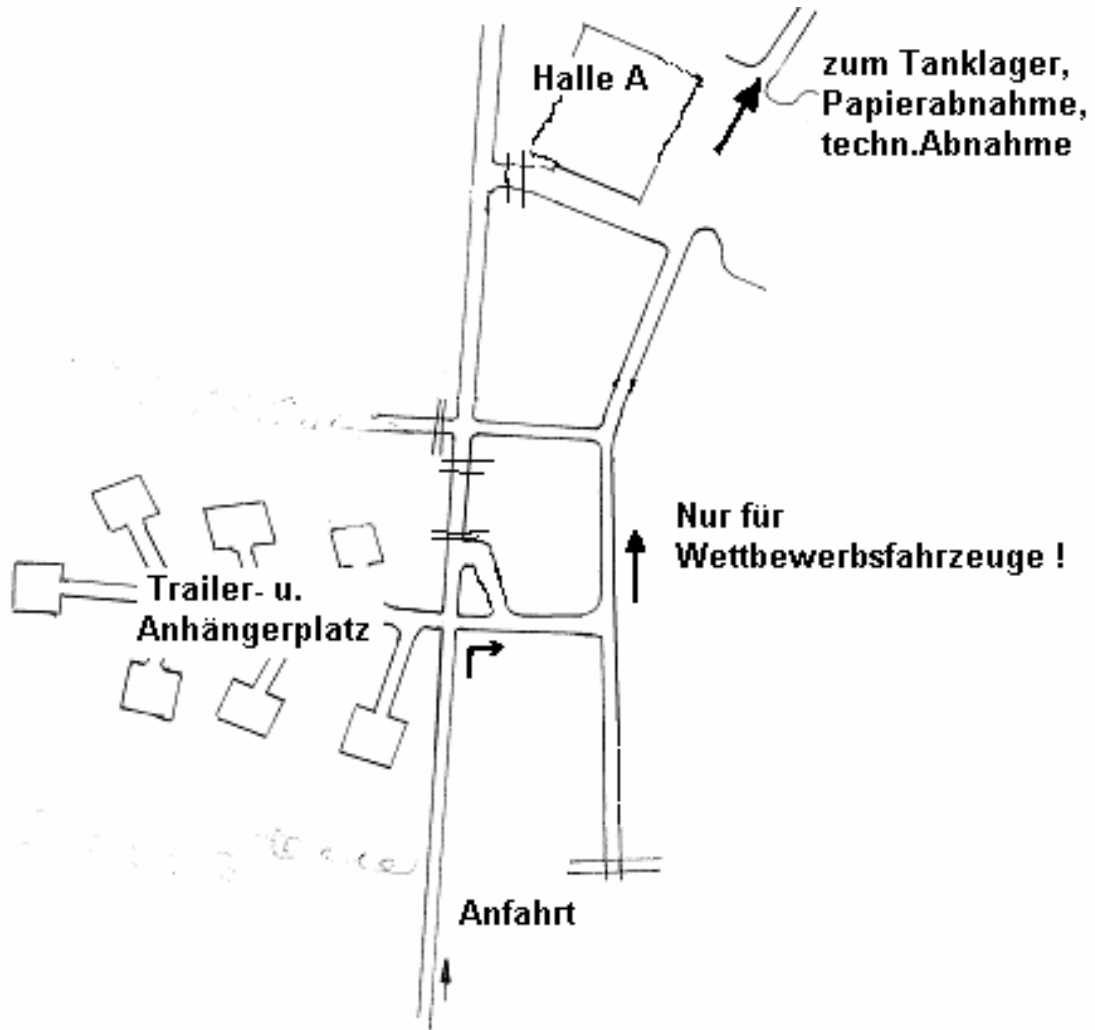 Halle A
zum Tanklager,
Papierabnahme,
techn.Abnahme
Nur für
Wettbewerbsfahrzeuge !
Trailer- u.
Anhängerplatz
Anfahrt